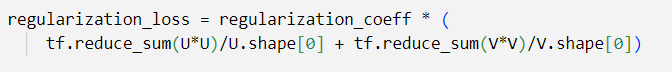 regularization_loss = regularization_coeff * (
tf.reduce_sum(U*U)/U.shape[0] + tf.reduce_sum(V*V)/V.shape[0])